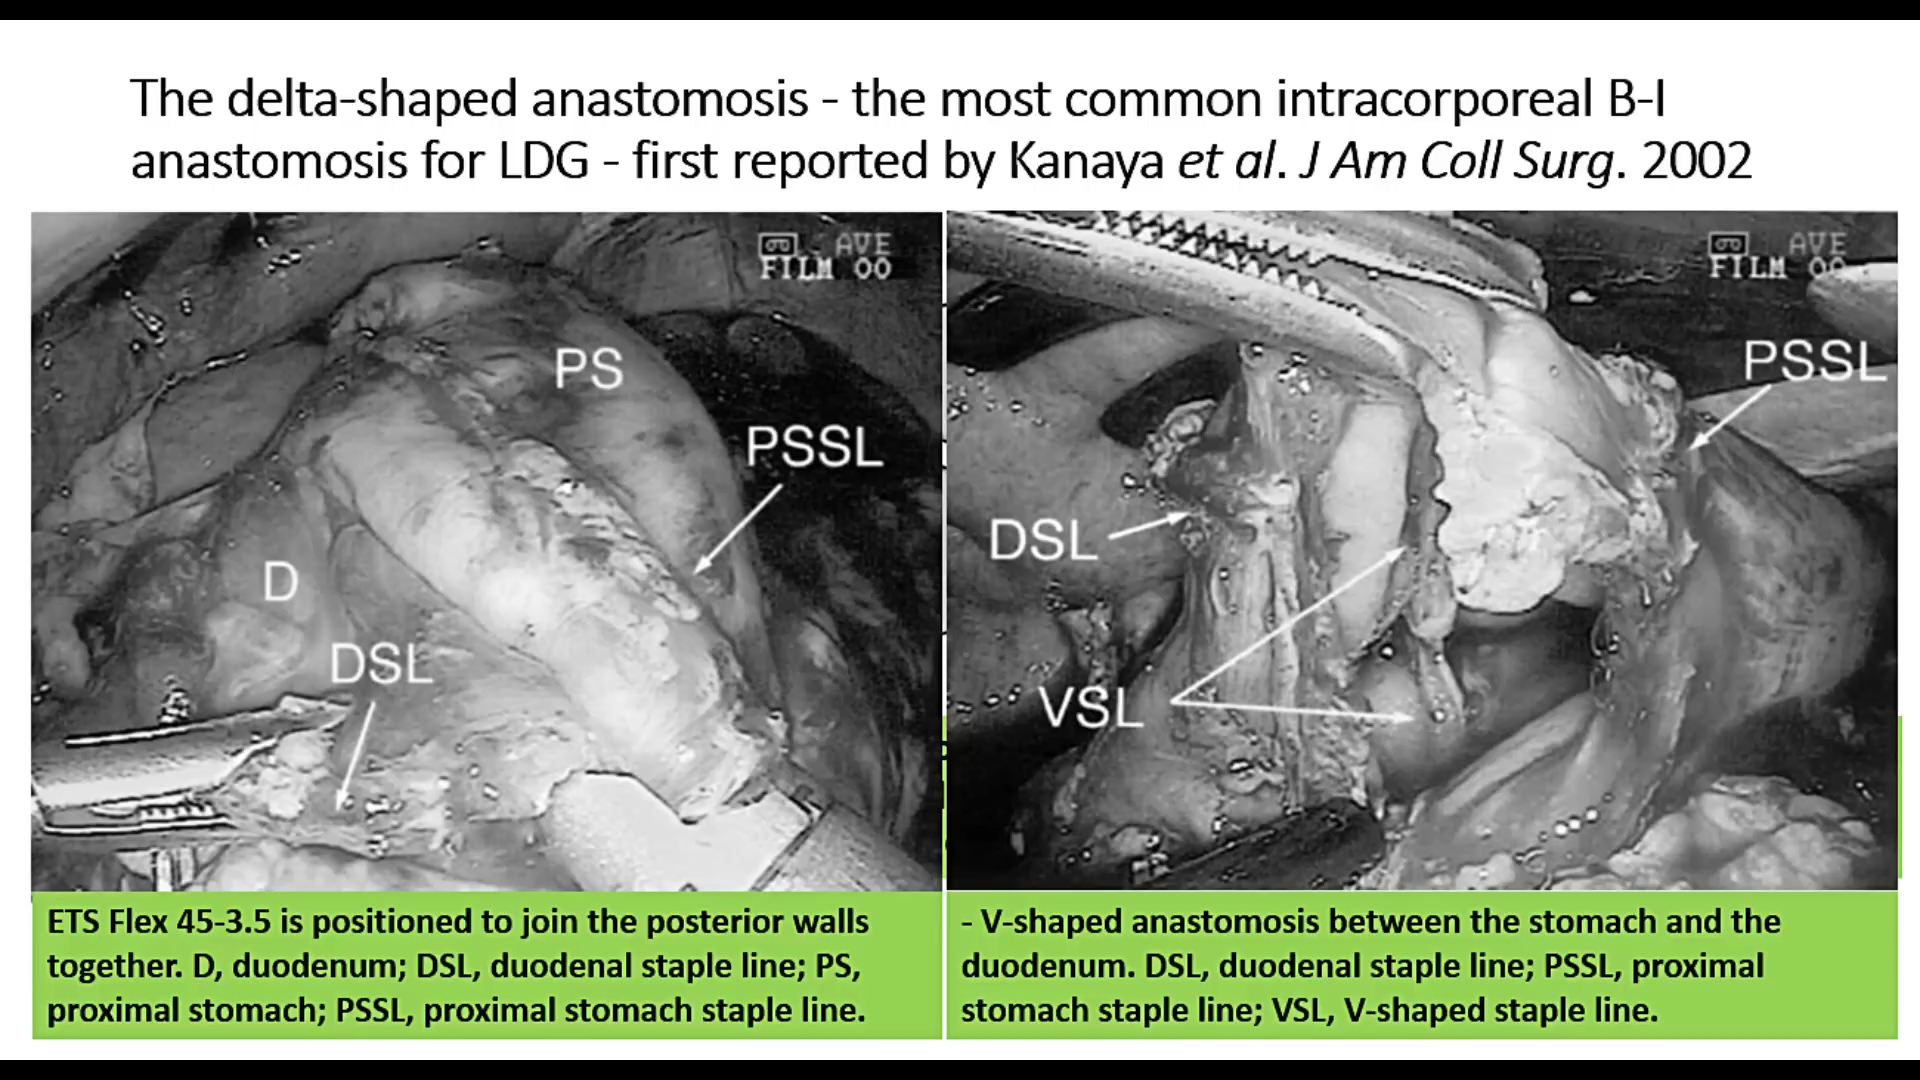 The delta-shaped anastomosis - the most common intracorporeal B-I
anastomosis for LDG - first reported by Kanaya et al. J Am Coll Surg. 2002
AVE
FILM 00
PS
PSSL
D
DSL
AVE
FILM 00
PSSL
DSL
VSL
ETS Flex 45-3.5 is positioned to join the posterior walls
together. D, duodenum; DSL, duodenal staple line; PS,
proximal stomach; PSSL, proximal stomach staple line.
- V-shaped anastomosis between the stomach and the
duodenum. DSL, duodenal staple line; PSSL, proximal
stomach staple line; VSL, V-shaped staple line.